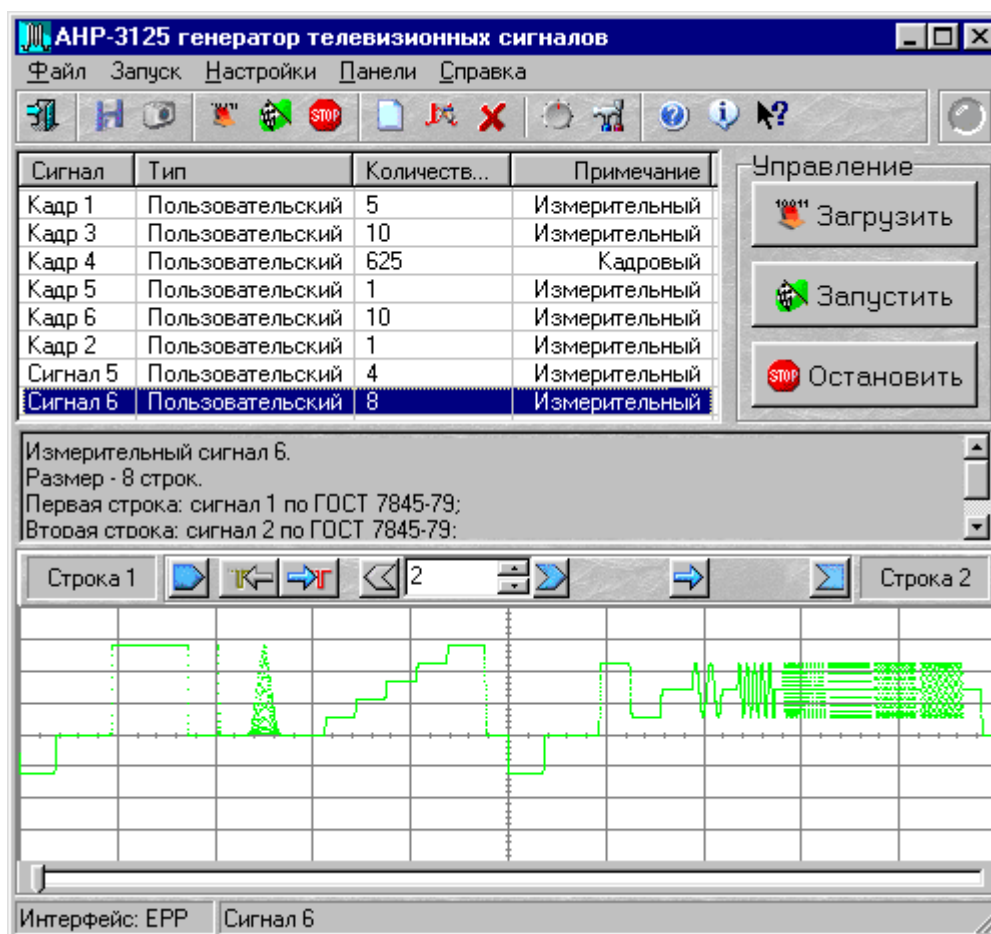 АНР-3125 генератор телевизионных сигналов
Файл Запуск Настройки Панели Справка
STOP
Сигнал Тип Количеств... Примечание
Кадр 1 Пользовательский 5 Измерительный
Кадр 3 Пользовательский 10 Измерительный
Кадр 4 Пользовательский 625 Кадровый
Кадр 5 Пользовательский 1 Измерительный
Кадр 6 Пользовательский 10 Измерительный
Кадр 2 Пользовательский 1 Измерительный
Сигнал 5 Пользовательский 4 Измерительный
Сигнал 6 Пользовательский 8 Измерительный
Управление
10011 Загрузить
Запустить
STOP Остановить
Измерительный сигнал 6.
Размер - 8 строк.
Первая строка: сигнал 1 по ГОСТ 7845-79;
Вторая строка: сигнал 2 по ГОСТ 7845-79;
Строка 1 2 Строка 2
Интерфейс: EPP Сигнал 6